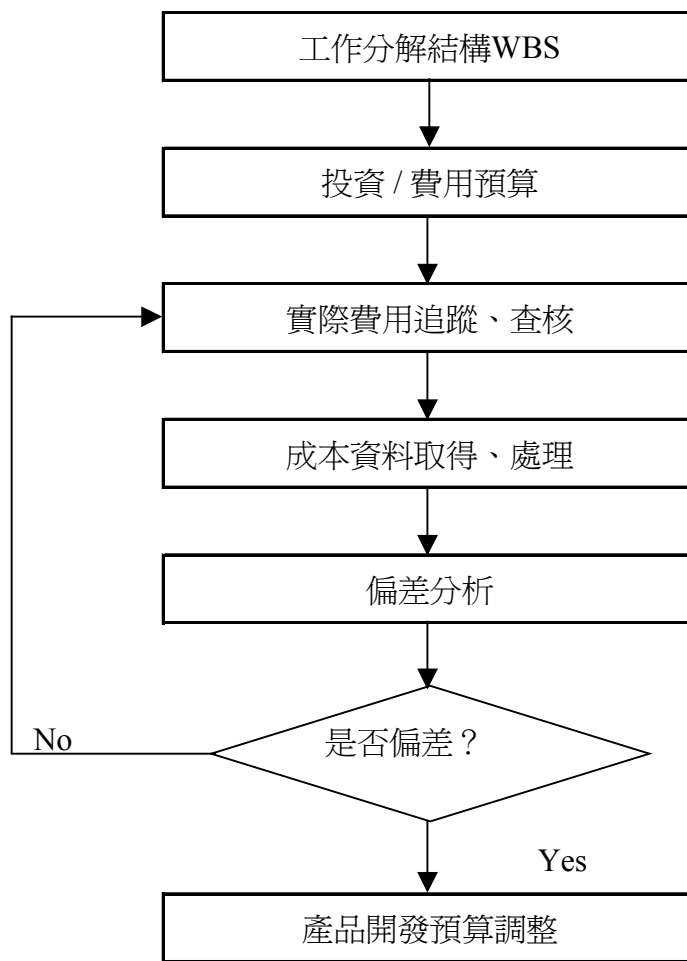 工作分解結構WBS
投資 / 費用預算
實際費用追蹤、查核
成本資料取得、處理
偏差分析
是否偏差？
No
Yes
產品開發預算調整